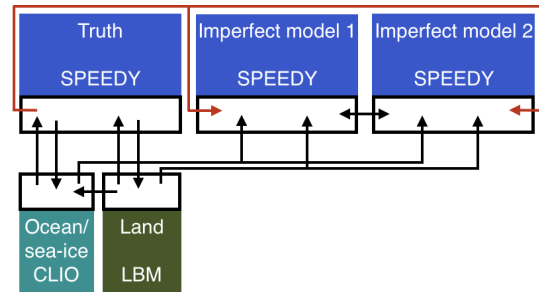 Truth
SPEEDY
Imperfect model 1
SPEEDY
Imperfect model 2
SPEEDY
Ocean/
sea-ice
CLIO
Land
LBM